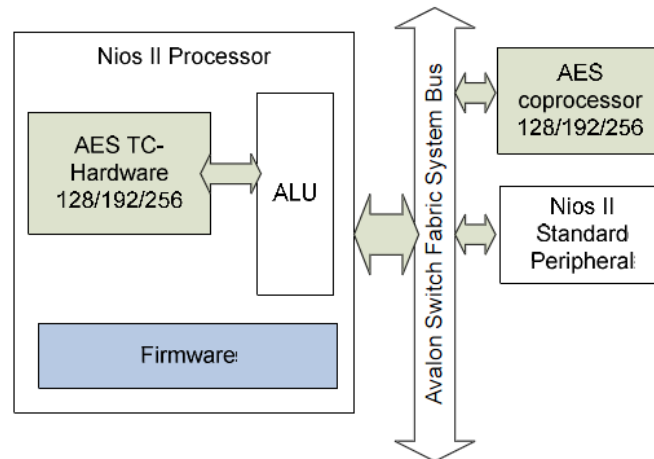 Nios II Processor
AES TC-
Hardware
128/192/256
ALU
Firmware
Avalon Switch Fabric System Bus
AES
coprocessor
128/192/256
Nios II
Standard
Peripheral